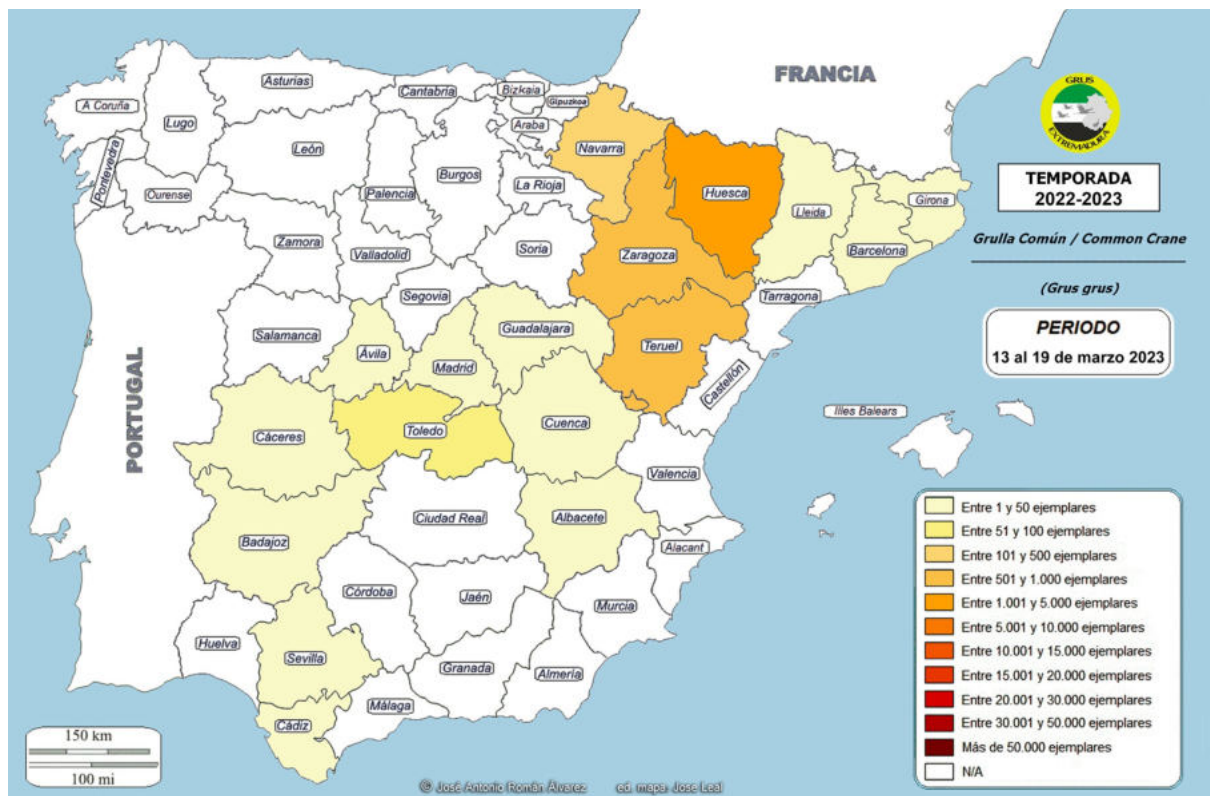 FRANCIA
GRUS
EXTREMADURA
TEMPORADA
2022-2023
Grulla Común / Common Crane
(Grus grus)
PERIODO
13 al 19 de marzo 2023
A Coruña
Lugo
Asturias
Cantabria
Bizkaia
Gipuzkoa
Araba
Navarra
Pontevedra
Ourense
León
Palencia
Burgos
La Rioja
Huesca
Lleida
Girona
Barcelona
Zamora
Valladolid
Soria
Zaragoza
Tarragona
Salamanca
Segovia
Ávila
Madrid
Guadalajara
Teruel
Castellón
PORTUGAL
Cáceres
Toledo
Cuenca
Illes Balears
Valencia
Badajoz
Ciudad Real
Albacete
Alacant
Huelva
Córdoba
Jaén
Murcia
Sevilla
Granada
Almería
Cádiz
Málaga
Entre 1 y 50 ejemplares
Entre 51 y 100 ejemplares
Entre 101 y 500 ejemplares
Entre 501 y 1.000 ejemplares
Entre 1.001 y 5.000 ejemplares
Entre 5.001 y 10.000 ejemplares
Entre 10.001 y 15.000 ejemplares
Entre 15.001 y 20.000 ejemplares
Entre 20.001 y 30.000 ejemplares
Entre 30.001 y 50.000 ejemplares
Más de 50.000 ejemplares
N/A
150 km
100 mi
© José Antonio Román Álvarez ed. mapa: Jose Leal